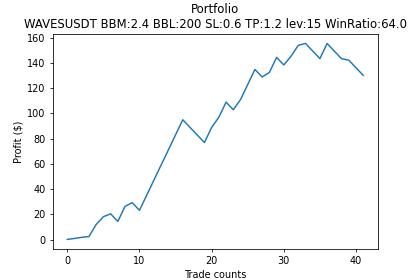 Portfolio
WAVESUSDT BBM:2.4 BBL:200 SL:0.6 TP:1.2 lev:15 WinRatio:64.0
160
140
120
100
80
60
40
20
0
Profit ($)
0 10 20 30 40
Trade counts